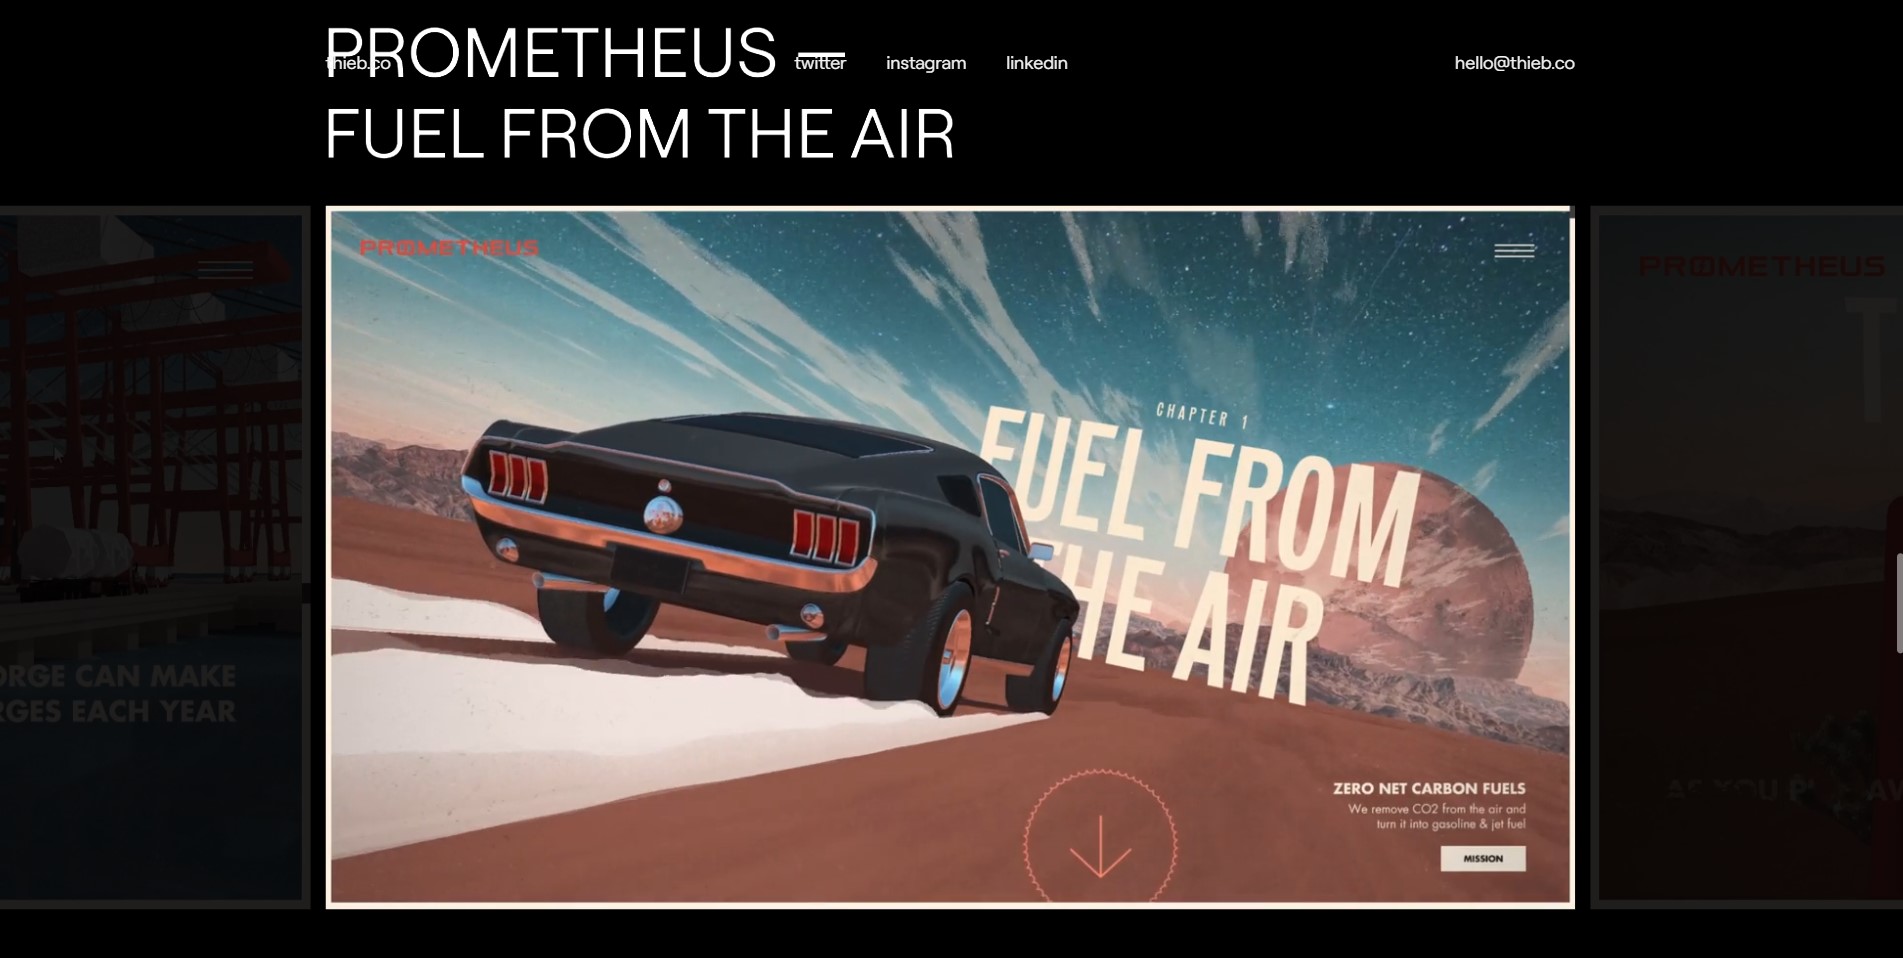 PROMETHEUS —
thieb.co
twitter
instagram
linkedin
hello@thieb.co
FUEL FROM THE AIR
ORGE CAN MAKE
RGES EACH YEAR
PROMETHEUS
CHAPTER 1
FUEL FROM
THE AIR
ZERO NET CARBON FUELS
We remove CO2 from the air and
turn it into gasoline & jet fuel
MISSION
PROMETHEUS
T
AS YOU